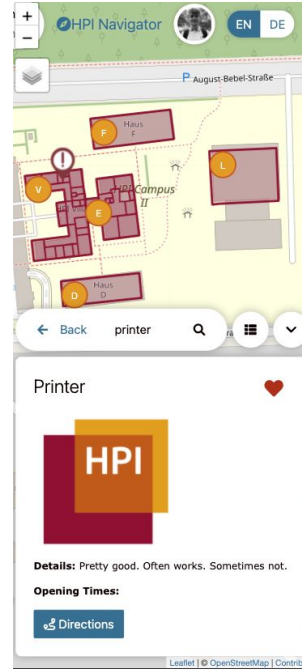 +
HPI Navigator
EN DE
−
P August-Bebel-Straße
F
Haus
F
L
V
HPI Campus
II
E
D
Haus
D
Back printer
Printer
HPI
Details: Pretty good. Often works. Sometimes not.
Opening Times:
Directions
Leaflet | © OpenStreetMap | Contrib